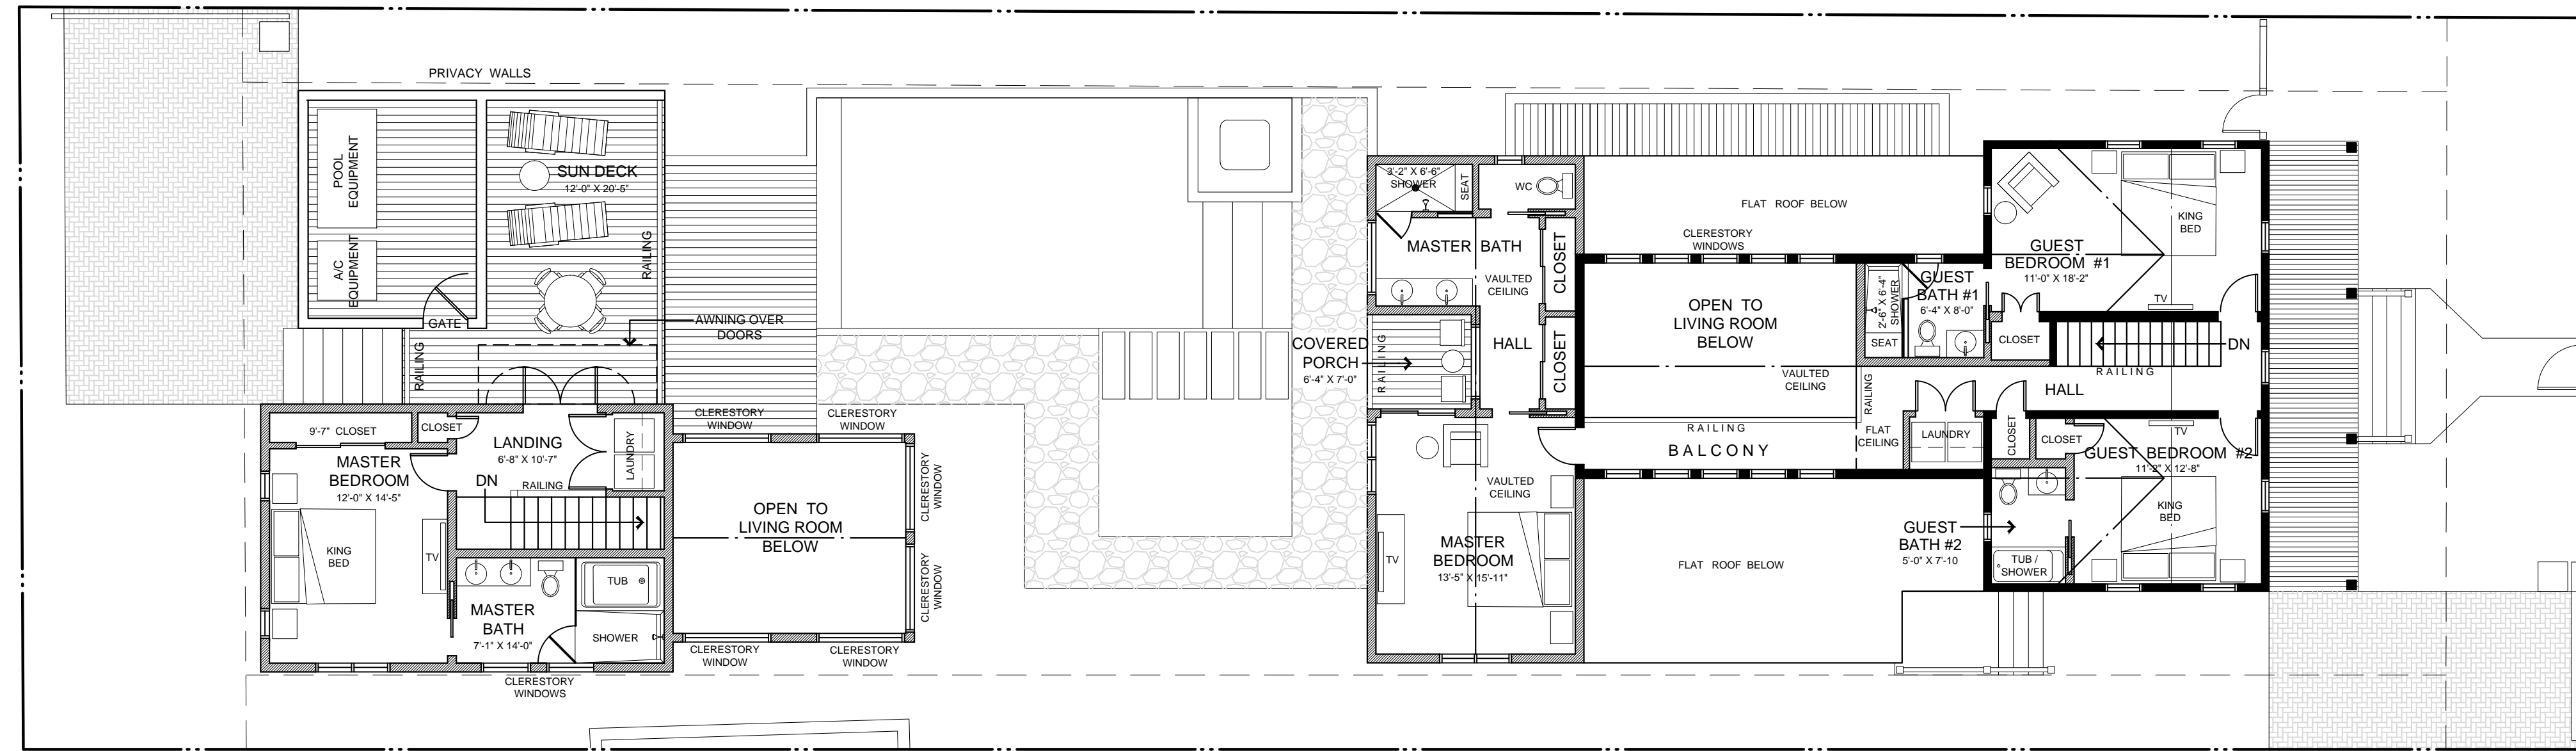 PRIVACY WALLS
POOL
EQUIPMENT
A/C
EQUIPMENT
SUN DECK
12'-0" X 20'-5"
RAILING
GATE
RAILING
AWNING OVER
DOORS
9'-7" CLOSET
CLOSET
LANDING
6'-8" X 10'-7"
LAUNDRY
MASTER
BEDROOM
12'-0" X 14'-5"
DN
RAILING
KING
BED
TV
MASTER
BATH
7'-1" X 14'-0"
TUB
SHOWER
CLERESTORY
WINDOWS
CLERESTORY
WINDOW
CLERESTORY
WINDOW
CLERESTORY
WINDOW
CLERESTORY
WINDOW
OPEN TO
LIVING ROOM
BELOW
CLERESTORY
WINDOW
CLERESTORY
WINDOW
3'-2" X 6'-6"
SHOWER
SEAT
WC
MASTER BATH
VAULTED
CEILING
CLOSET
CLOSET
HALL
COVERED
PORCH
6'-4" X 7'-0"
RAILING
VAULTED
CEILING
TV
MASTER
BEDROOM
13'-5" X 15'-11"
FLAT ROOF BELOW
CLERESTORY
WINDOWS
OPEN TO
LIVING ROOM
BELOW
VAULTED
CEILING
RAILING
BALCONY
RAILING
FLAT
CEILING
FLAT ROOF BELOW
2'-6" X 6'-4"
SHOWER
SEAT
GUEST
BATH #1
6'-4" X 8'-0"
CLOSET
GUEST
BEDROOM #1
11'-0" X 18'-2"
KING
BED
TV
DN
RAILING
HALL
LAUNDRY
CLOSET
CLOSET
TV
GUEST BEDROOM #2
11'-2" X 12'-8"
KING
BED
GUEST
BATH #2
5'-0" X 7'-10
TUB /
SHOWER